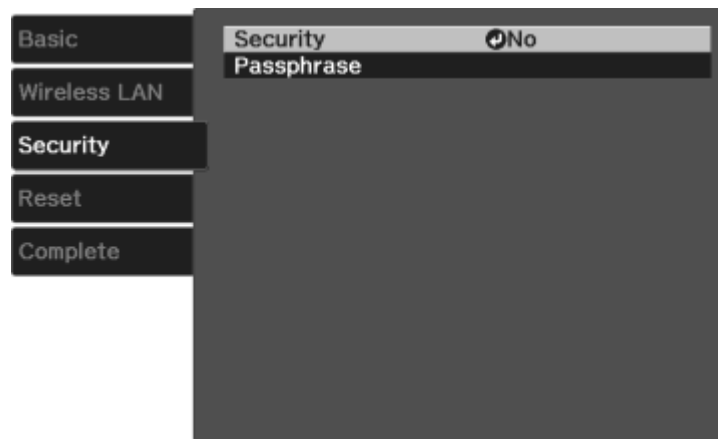 Basic
Wireless LAN
Security
Reset
Complete
Security No
Passphrase